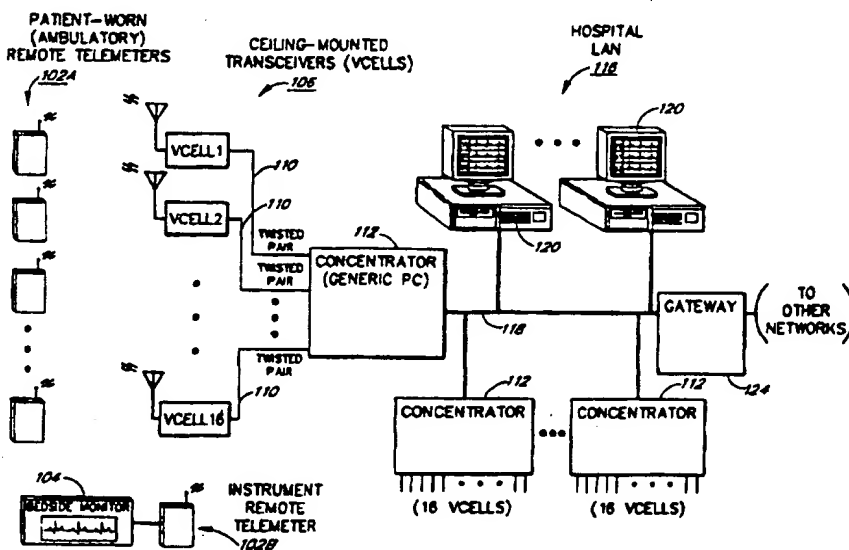 PATIENT-WORN
(AMBULATORY)
REMOTE TELEMETERS
102A
CEILING-MOUNTED
TRANSCEIVERS (VCELLS)
106
HOSPITAL
LAN
116
120
VCELL1
110
VCELL2
110
TWISTED
PAIR
TWISTED
PAIR
TWISTED
PAIR
112
CONCENTRATOR
(GENERIC PC)
120
118
GATEWAY
124
(TO
OTHER
NETWORKS)
VCELL16
110
112
CONCENTRATOR
(16 VCELLS)
112
CONCENTRATOR
(16 VCELLS)
104
BEDSIDE MONITOR
INSTRUMENT
REMOTE
TELEMETER
102B